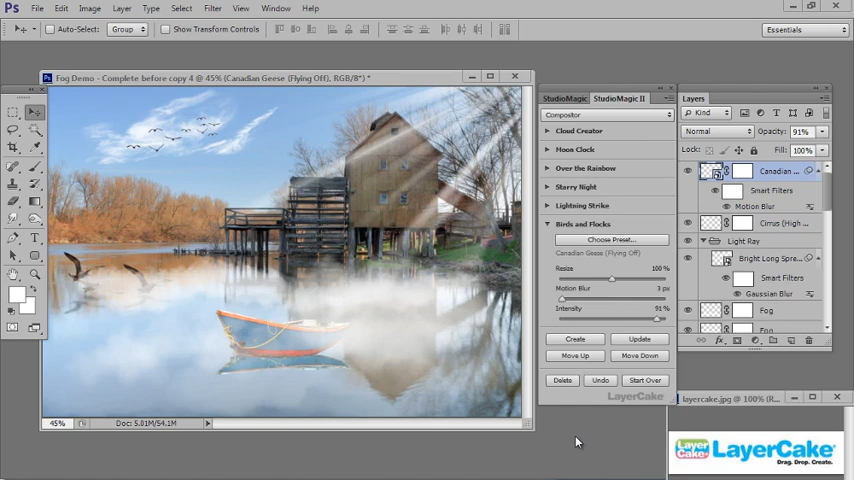 Ps File Edit Image Layer Type Select Filter View Window Help
Auto-Select: Group Show Transform Controls Essentials
Fog Demo - Complete before copy 4 @ 45% (Canadian Geese (Flying Off), RGB/8*) *
45% Doc: 5.01M/54.1M
StudioMagic StudioMagic II
Compositor
Cloud Creator
Moon Clock
Over the Rainbow
Starry Night
Lightning Strike
Birds and Flocks
Choose Preset...
Canadian Geese (Flying Off)
Resize 100 %
Motion Blur 3 px
Intensity 91 %
Create Update
Move Up Move Down
Delete Undo Start Over
LayerCake
Layers
Kind
Normal Opacity: 91%
Lock: Fill: 100%
Canadian ...
Smart Filters
Motion Blur
Cirrus (High ...
Light Ray
Bright Long Spre...
Smart Filters
Gaussian Blur
Fog
Fog
fx
layercake.jpg @ 100% (R...
Layer Cake LayerCake
Drag. Drop. Create.